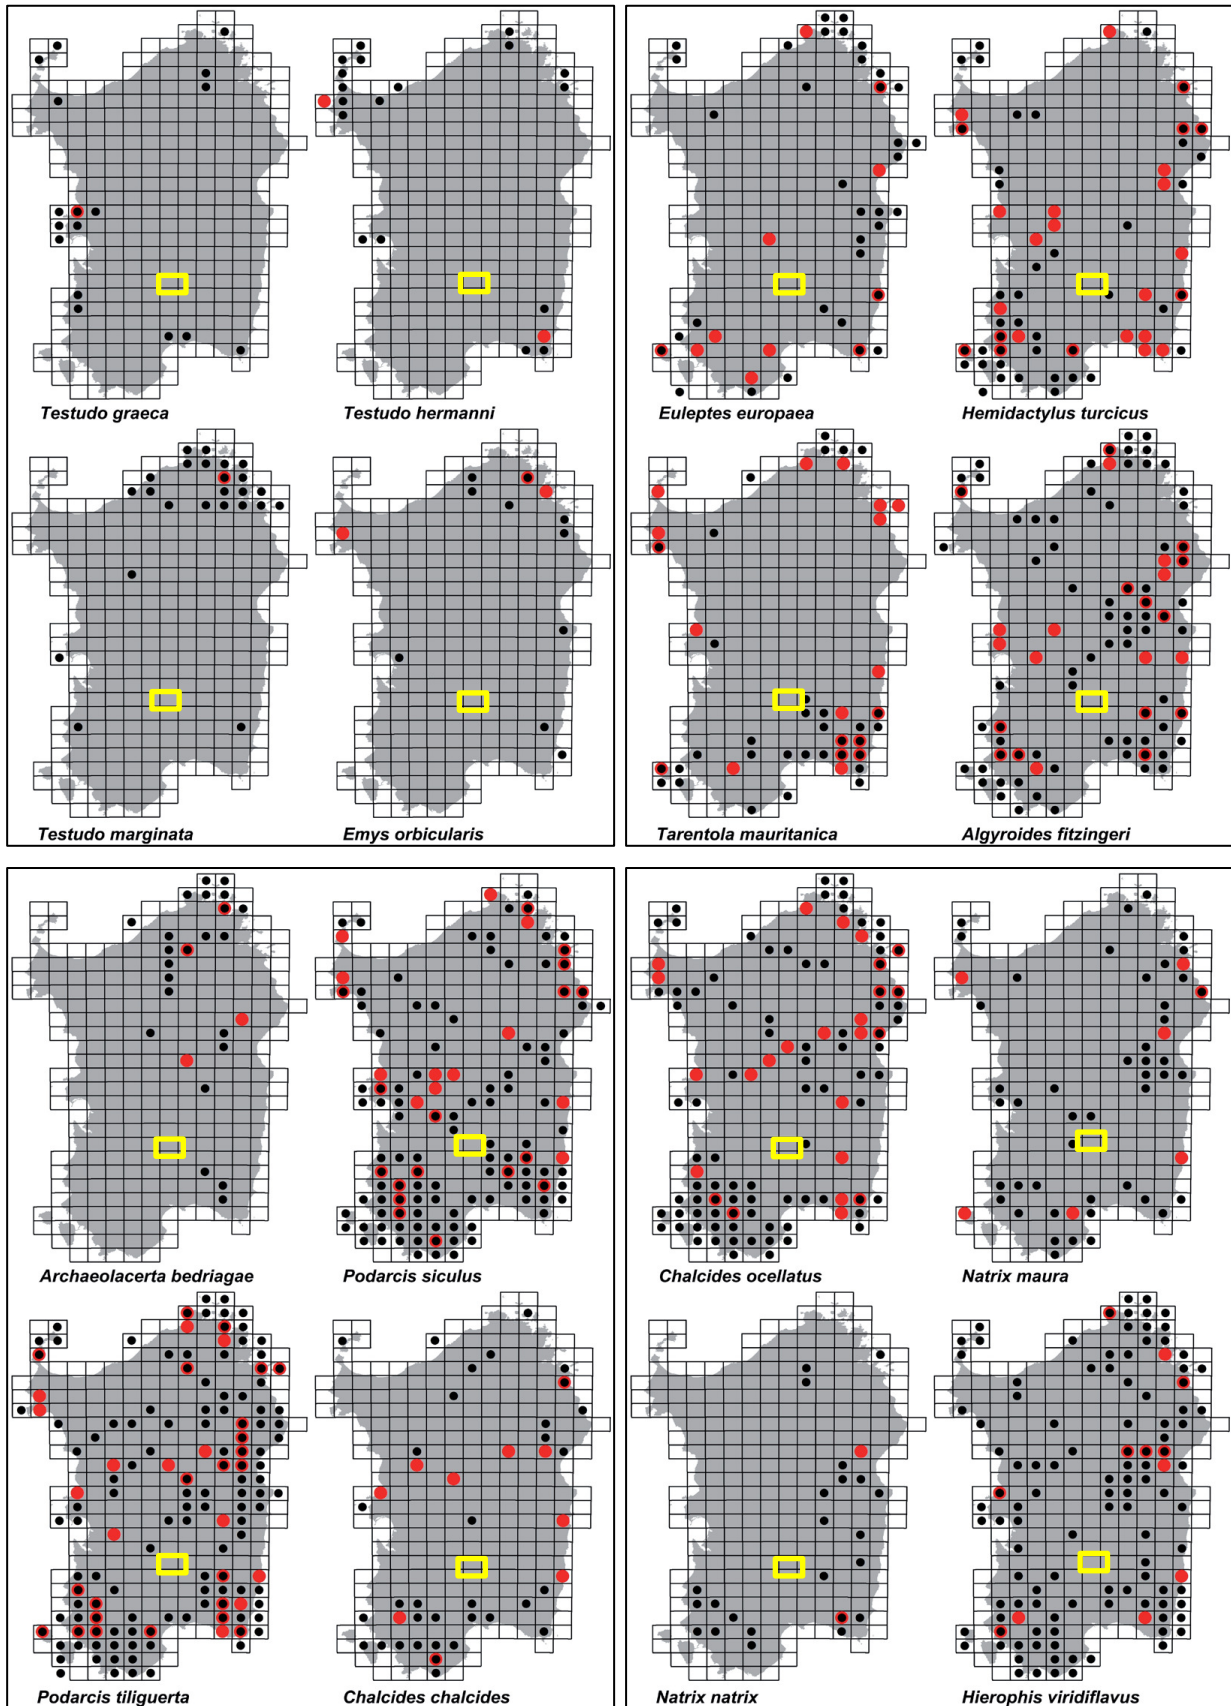 Testudo graeca
Testudo hermanni
Euleptes europaea
Hemidactylus turcicus
Testudo marginata
Emys orbicularis
Tarentola mauritanica
Algyroides fitzingeri
Archaeolacerta bedriagae
Podarcis siculus
Chalcides ocellatus
Natrix maura
Podarcis tiliguerta
Chalcides chalcides
Natrix natrix
Hierophis viridiflavus